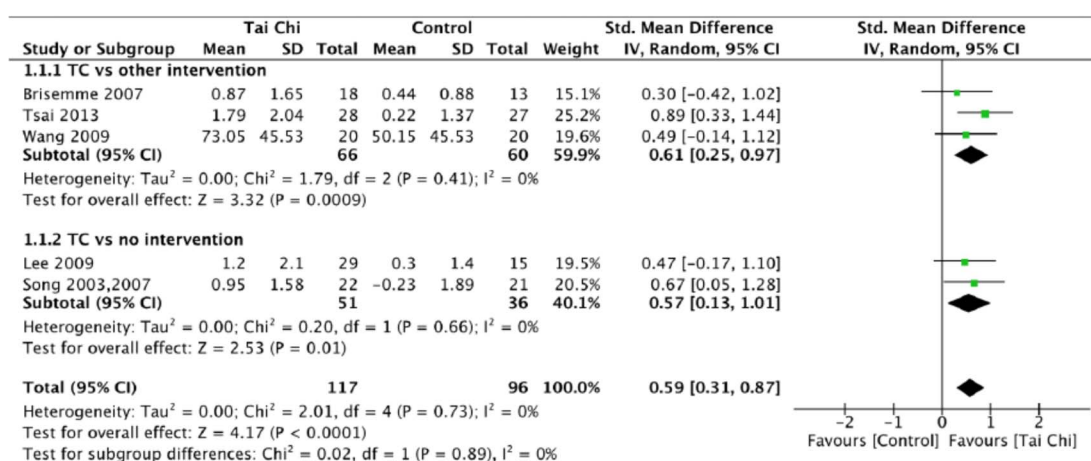 Tai Chi Control Std. Mean Difference Std. Mean Difference
Study or Subgroup Mean SD Total Mean SD Total Weight IV, Random, 95% CI IV, Random, 95% CI
1.1.1 TC vs other intervention
Brisemme 2007 0.87 1.65 18 0.44 0.88 13 15.1% 0.30 [-0.42, 1.02]
Tsai 2013 1.79 2.04 28 0.22 1.37 27 25.2% 0.89 [0.33, 1.44]
Wang 2009 73.05 45.53 20 50.15 45.53 20 19.6% 0.49 [-0.14, 1.12]
Subtotal (95% CI) 66 60 59.9% 0.61 [0.25, 0.97]
Heterogeneity: Tau² = 0.00; Chi² = 1.79, df = 2 (P = 0.41); I² = 0%
Test for overall effect: Z = 3.32 (P = 0.0009)
1.1.2 TC vs no intervention
Lee 2009 1.2 2.1 29 0.3 1.4 15 19.5% 0.47 [-0.17, 1.10]
Song 2003,2007 0.95 1.58 22 -0.23 1.89 21 20.5% 0.67 [0.05, 1.28]
Subtotal (95% CI) 51 36 40.1% 0.57 [0.13, 1.01]
Heterogeneity: Tau² = 0.00; Chi² = 0.20, df = 1 (P = 0.66); I² = 0%
Test for overall effect: Z = 2.53 (P = 0.01)
Total (95% CI) 117 96 100.0% 0.59 [0.31, 0.87]
Heterogeneity: Tau² = 0.00; Chi² = 2.01, df = 4 (P = 0.73); I² = 0%
Test for overall effect: Z = 4.17 (P < 0.0001)
Test for subgroup differences: Chi² = 0.02, df = 1 (P = 0.89), I² = 0%
-2 -1 0 1 2
Favours [Control] Favours [Tai Chi]